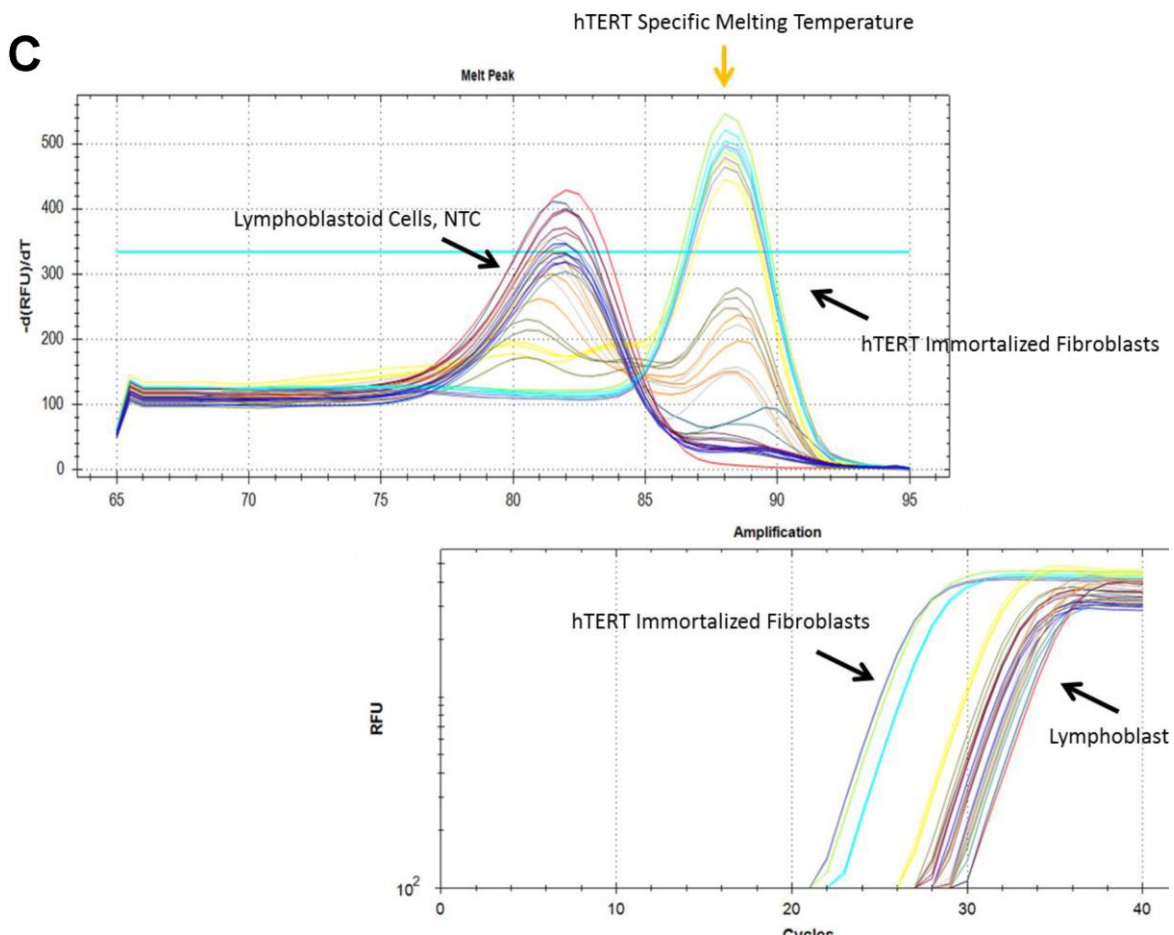 C
hTERT Specific Melting Temperature
Melt Peak
500
400
300
200
100
0
-d(RFU)/dT
Lymphoblastoid Cells, NTC
hTERT Immortalized Fibroblasts
65 70 75 80 85 90 95
Amplification
hTERT Immortalized Fibroblasts
RFU
Lymphoblast
10²
0 10 20 30 40
Cycles